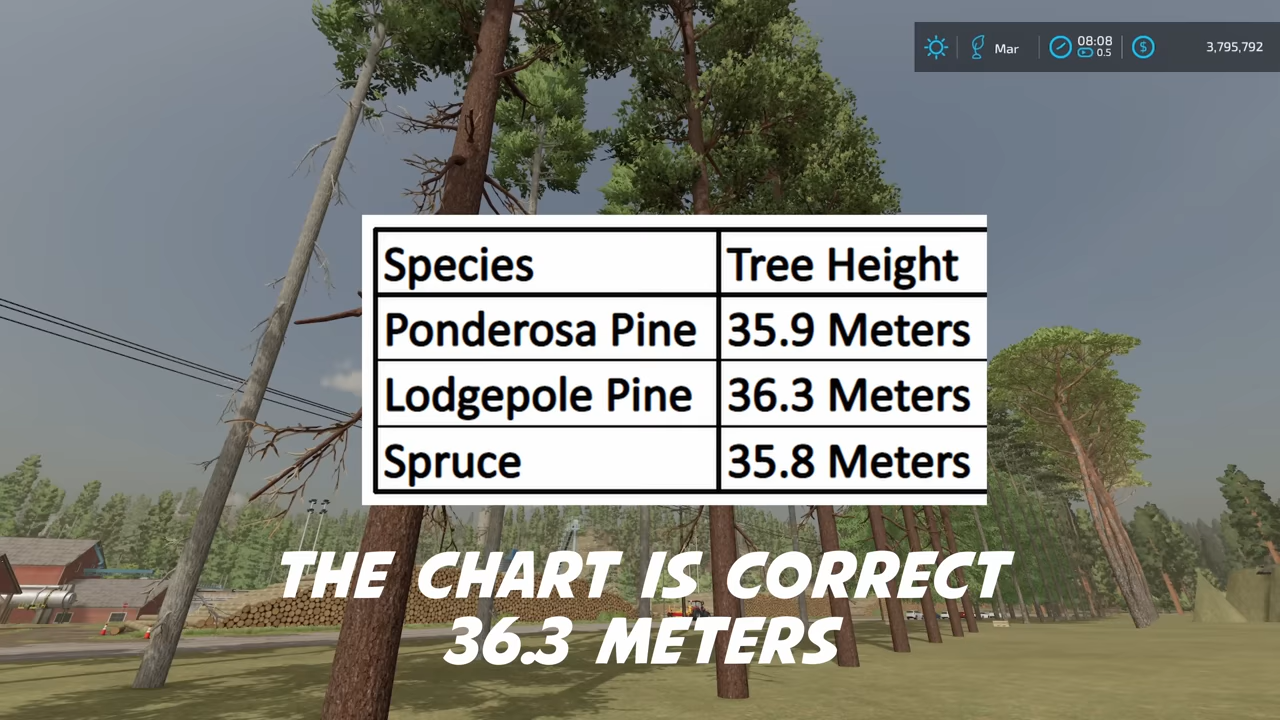 Mar
08:08
0.5
3,795,792
Species Tree Height
Ponderosa Pine 35.9 Meters
Lodgepole Pine 36.3 Meters
Spruce 35.8 Meters
THE CHART IS CORRECT
36.3 METERS